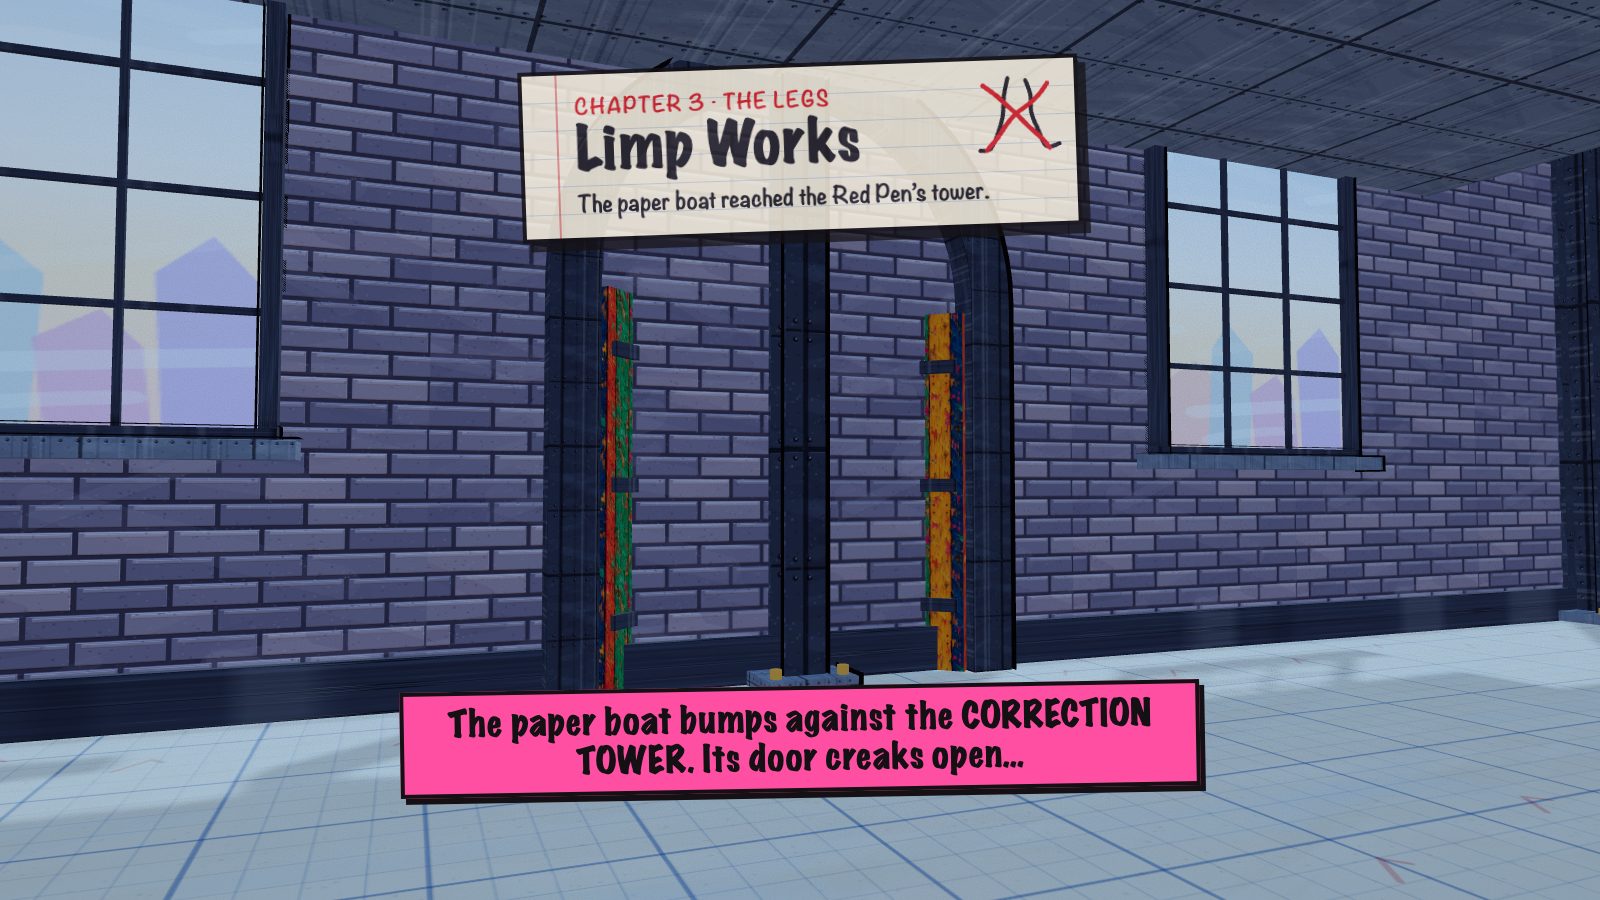 CHAPTER 3 · THE LEGS
Limp Works
The paper boat reached the Red Pen's tower.
The paper boat bumps against the CORRECTION
TOWER. Its door creaks open...